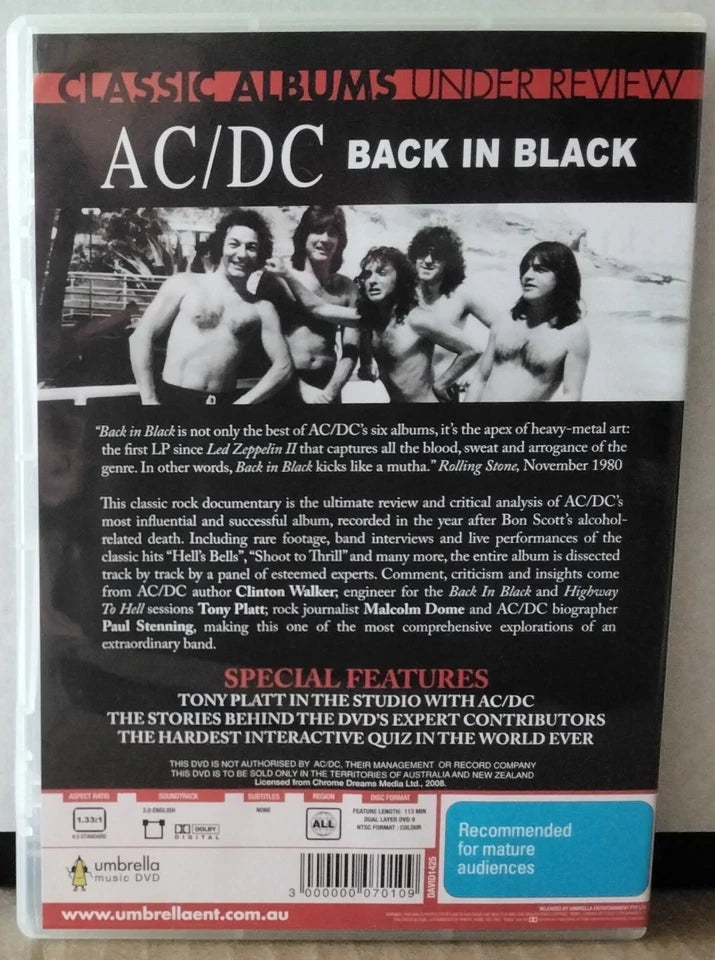 CLASSIC ALBUMS UNDER REVIEW
AC/DC BACK IN BLACK
"Back in Black is not only the best of AC/DC's six albums, it's the apex of heavy-metal art:
the first LP since Led Zeppelin II that captures all the blood, sweat and arrogance of the
genre. In other words, Back in Black kicks like a mutha." Rolling Stone, November 1980
This classic rock documentary is the ultimate review and critical analysis of AC/DC's
most influential and successful album, recorded in the year after Bon Scott's alcohol-
related death. Including rare footage, band interviews and live performances of the
classic hits "Hell's Bells", "Shoot to Thrill" and many more, the entire album is dissected
track by track by a panel of esteemed experts. Comment, criticism and insights come
from AC/DC author Clinton Walker; engineer for the Back In Black and Highway
To Hell sessions Tony Platt; rock journalist Malcolm Dome and AC/DC biographer
Paul Stenning, making this one of the most comprehensive explorations of an
extraordinary band.
SPECIAL FEATURES
TONY PLATT IN THE STUDIO WITH AC/DC
THE STORIES BEHIND THE DVD'S EXPERT CONTRIBUTORS
THE HARDEST INTERACTIVE QUIZ IN THE WORLD EVER
THIS DVD IS NOT AUTHORISED BY AC/DC, THEIR MANAGEMENT OR RECORD COMPANY
THIS DVD IS TO BE SOLD ONLY IN THE TERRITORIES OF AUSTRALIA AND NEW ZEALAND
Licensed from Chrome Dreams Media Ltd., 2008.
ASPECT RATIO SOUNDTRACK SUBTITLES REGION DISC FORMAT
1.33:1
4:3 STANDARD
2.0 ENGLISH
DOLBY
DIGITAL
NONE
ALL
FEATURE LENGTH: 113 MIN
DUAL LAYER DVD 9
NTSC FORMAT : COLOUR
Recommended
for mature
audiences
umbrella
music DVD
3 000000 070109
DAVID1425
www.umbrellaent.com.au
RELEASED BY UMBRELLA ENTERTAINMENT PTY LTD